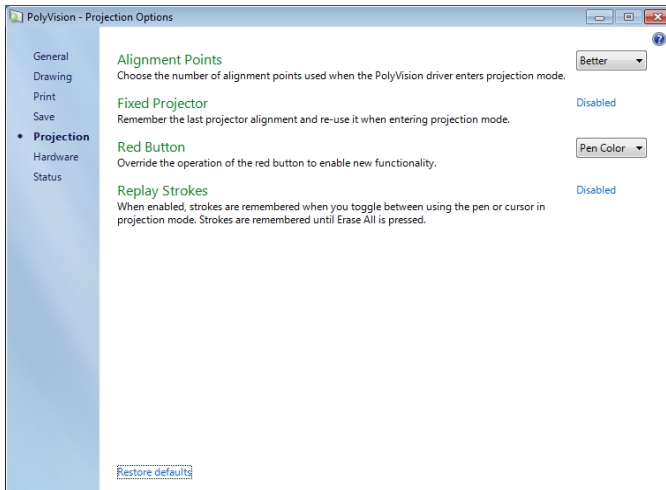 PolyVision - Projection Options
General
Drawing
Print
Save
Projection
Hardware
Status
Alignment Points
Choose the number of alignment points used when the PolyVision driver enters projection mode.
Better
Fixed Projector
Remember the last projector alignment and re-use it when entering projection mode.
Disabled
Red Button
Override the operation of the red button to enable new functionality.
Pen Color
Replay Strokes
When enabled, strokes are remembered when you toggle between using the pen or cursor in
projection mode. Strokes are remembered until Erase All is pressed.
Disabled
Restore defaults